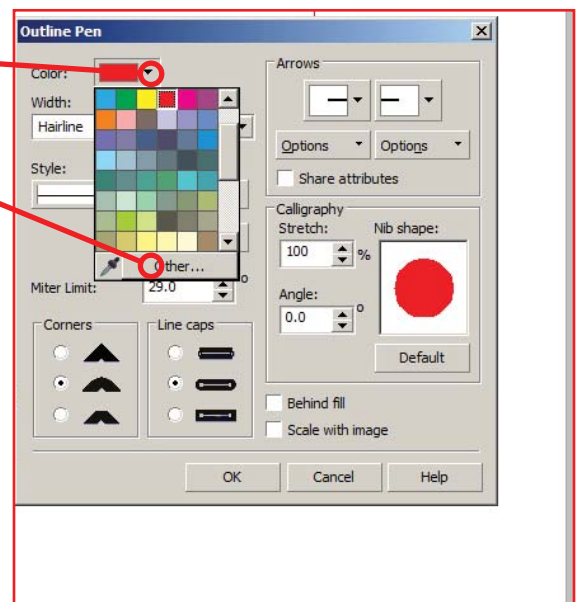 Outline Pen
Color:
Width:
Hairline
Style:
Other...
Miter Limit:
29.0
°
Corners
Line caps
Arrows
Options
Options
Share attributes
Calligraphy
Stretch:
Nib shape:
100
%
Angle:
0.0
°
Default
Behind fill
Scale with image
OK
Cancel
Help